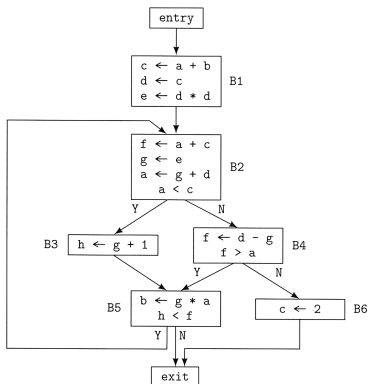 entry
c ← a + b
d ← c
e ← d * d
B1
f ← a + c
g ← e
a ← g + d
a < c
B2
Y
N
B3
h ← g + 1
f ← d - g
f > a
B4
Y
N
B5
b ← g * a
h < f
c ← 2
B6
Y
N
exit